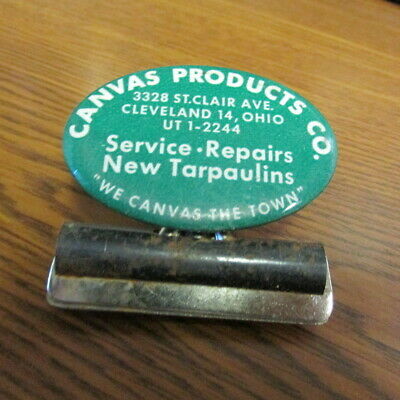 CANVAS PRODUCTS CO.
3328 ST. CLAIR AVE.
CLEVELAND 14, OHIO
UT 1-2244
Service · Repairs
New Tarpaulins
"WE CANVAS THE TOWN"